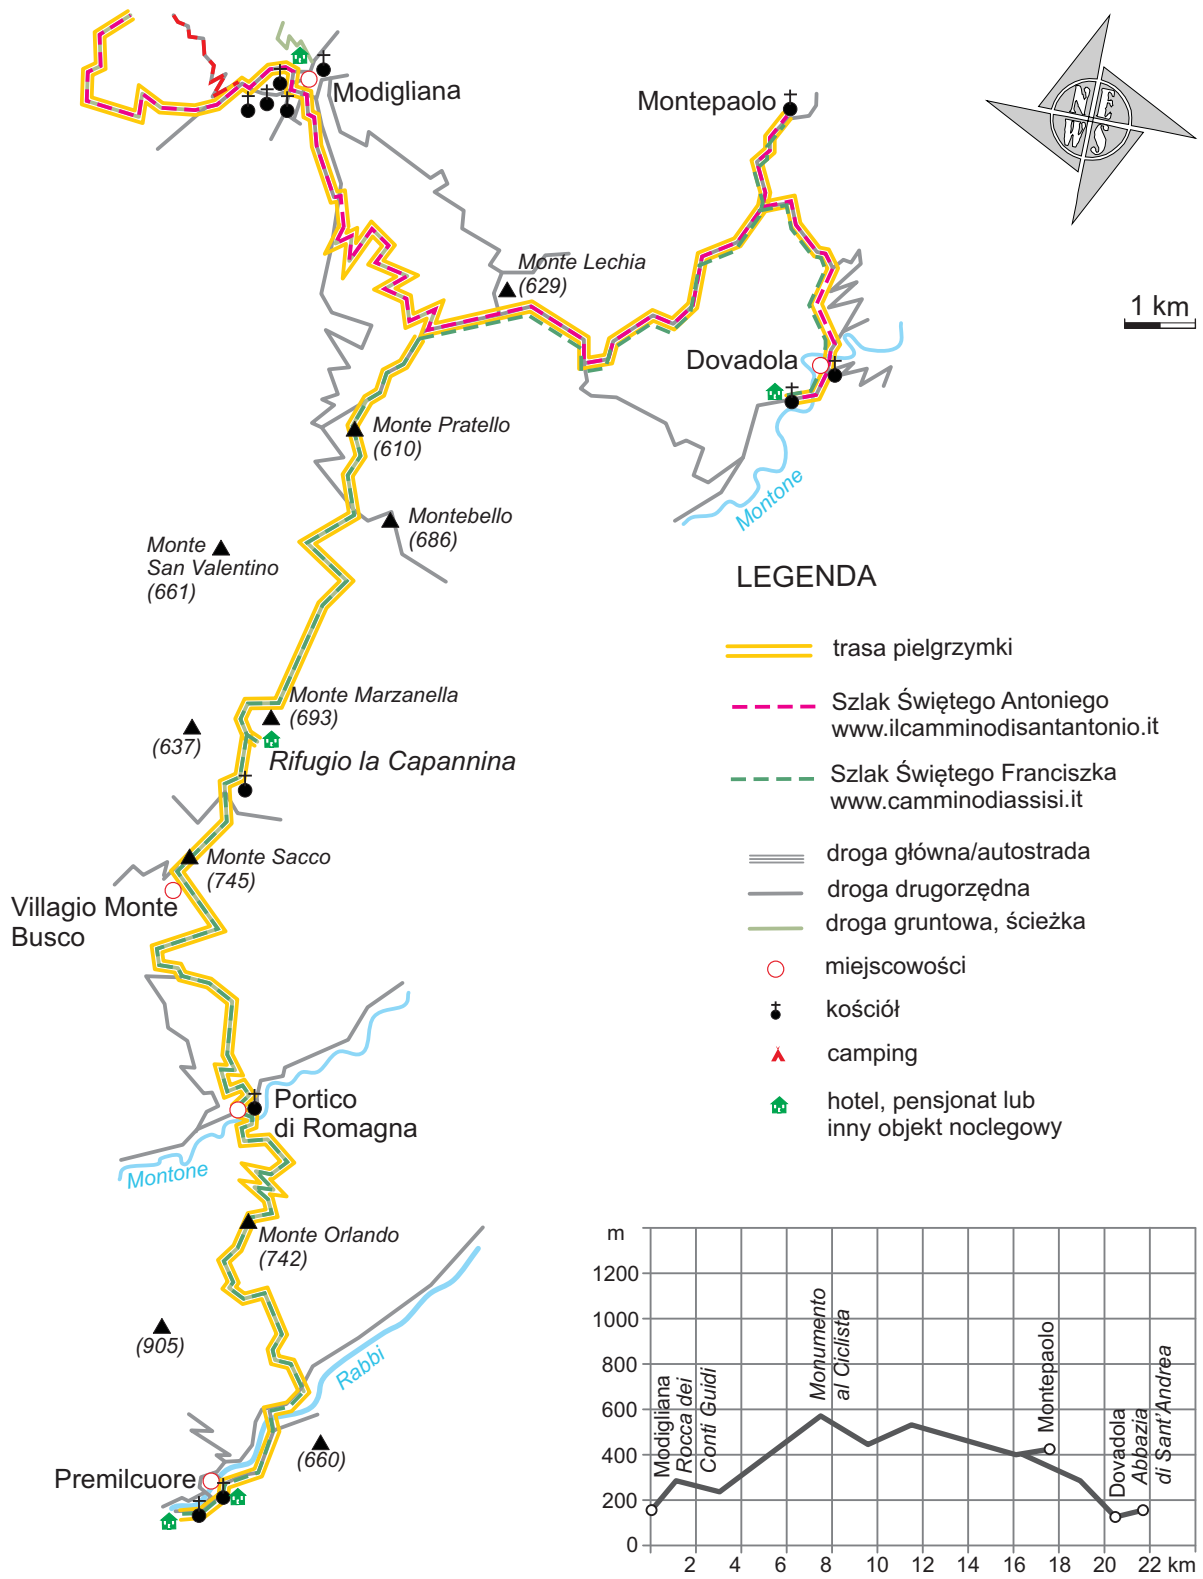 Modigliana
Montepaolo
N
E
W
S
Monte Lechia
(629)
1 km
Dovadola
Monte Pratello
(610)
Montone
Montebello
(686)
Monte
San Valentino
(661)
LEGENDA
trasa pielgrzymki
Szlak Świętego Antoniego
www.ilcamminodisantantonio.it
Szlak Świętego Franciszka
www.camminodiassisi.it
droga główna/autostrada
droga drugorzędna
droga gruntowa, ścieżka
miejscowości
kościół
camping
hotel, pensjonat lub
inny objekt noclegowy
Monte Marzanella
(693)
(637)
Rifugio la Capannina
Monte Sacco
(745)
Villagio Monte
Busco
Portico
di Romagna
Montone
Monte Orlando
(742)
(905)
Rabbi
(660)
Premilcuore
m
1200
1000
800
600
400
200
0
Modigliana
Rocca dei
Conti Guidi
Monumento
al Ciclista
Montepaolo
Dovadola
Abbazia
di Sant'Andrea
2 4 6 8 10 12 14 16 18 20 22 km